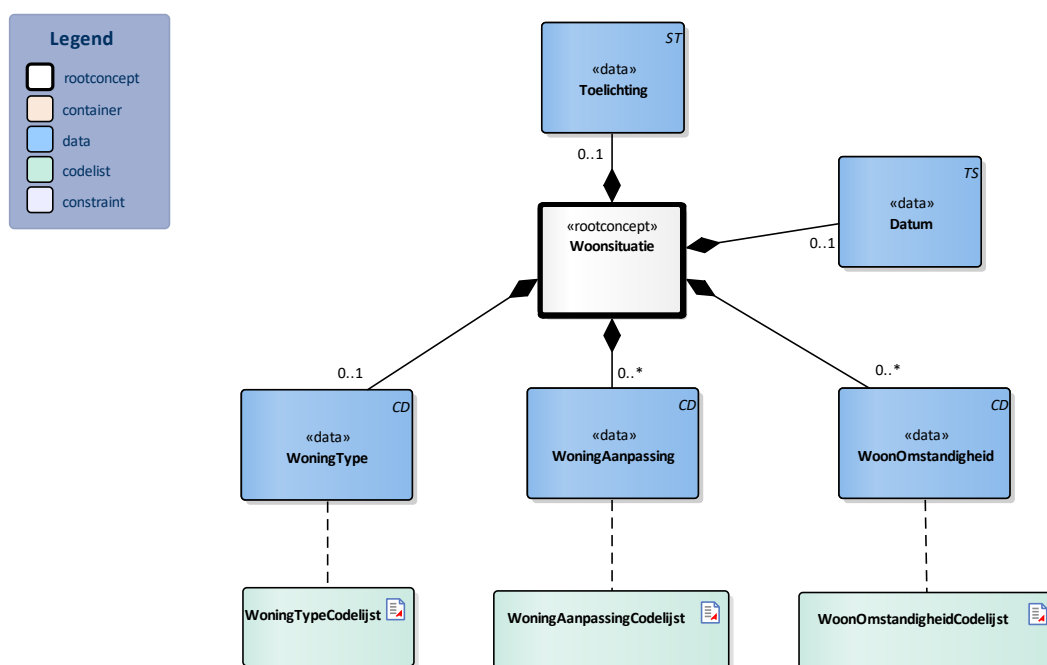 Legend
rootconcept
container
data
codelist
constraint
ST
«data»
Toelichting
0..1
TS
«data»
Datum
0..1
«rootconcept»
Woonsituatie
0..1
0..*
0..*
CD
«data»
WoningType
CD
«data»
WoningAanpassing
CD
«data»
WoonOmstandigheid
WoningTypeCodelijst
WoningAanpassingCodelijst
WoonOmstandigheidCodelijst